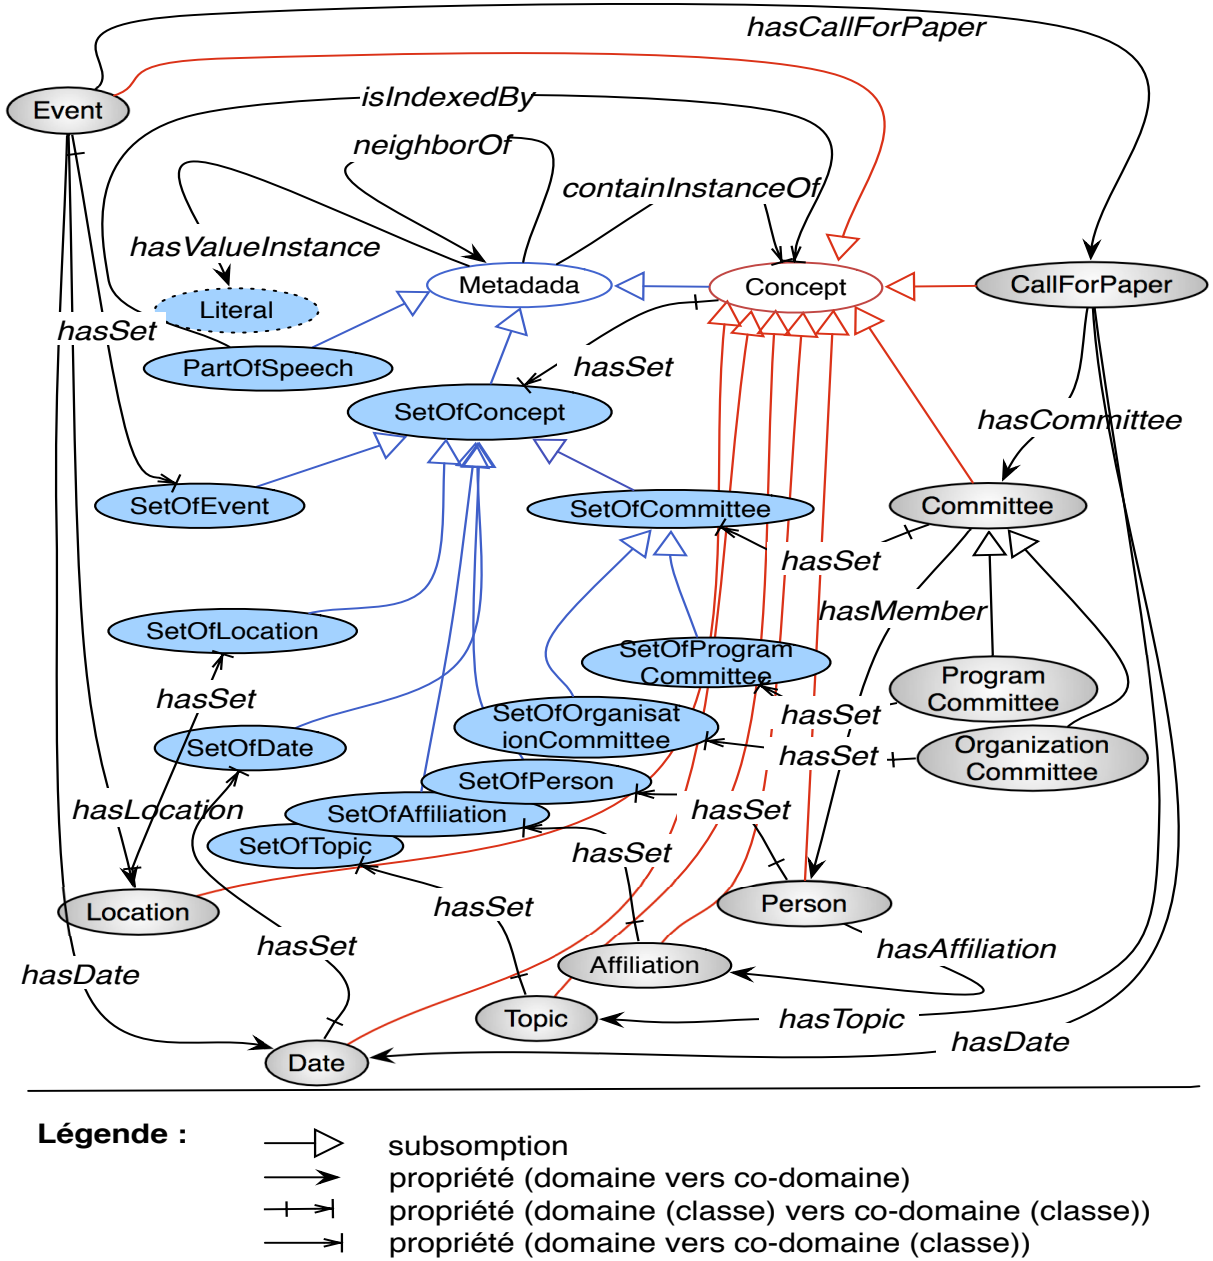 hasCallForPaper
Event
isIndexedBy
neighborOf
containInstanceOf
hasValueInstance
Metadada
Concept
CallForPaper
Literal
hasSet
PartOfSpeech
hasSet
SetOfConcept
hasCommittee
SetOfEvent
SetOfCommittee
Committee
hasSet
hasMember
SetOfLocation
SetOfProgram
Committee
Program
Committee
hasSet
SetOfOrganisat
ionCommittee
hasSet
SetOfDate
hasSet
Organization
Committee
SetOfPerson
hasLocation
SetOfAffiliation
hasSet
SetOfTopic
hasSet
Location
hasSet
Person
hasSet
hasAffiliation
Affiliation
hasDate
Topic
hasTopic
hasDate
Date
Légende :
subsomption
propriété (domaine vers co-domaine)
propriété (domaine (classe) vers co-domaine (classe))
propriété (domaine vers co-domaine (classe))